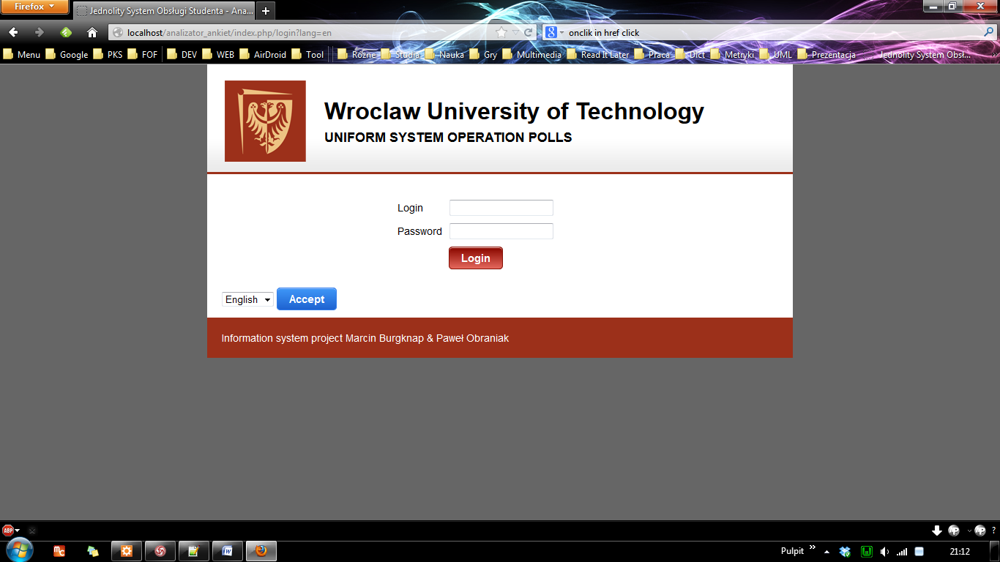 Firefox
Jednolity System Obsługi Studenta - Ana...
localhost/analizator_ankiet/index.php/login?lang=en
onclik in href click
Menu Google PKS FOF DEV WEB AirDroid Tool Różne Studia Nauka Gry Multimedia Read It Later Praca Dict Metryki UML Prezentacja Jednolity System Obsł...
Wroclaw University of Technology
UNIFORM SYSTEM OPERATION POLLS
Login
Password
Login
English Accept
Information system project Marcin Burgknap & Paweł Obraniak
ABP
Pulpit 21:12